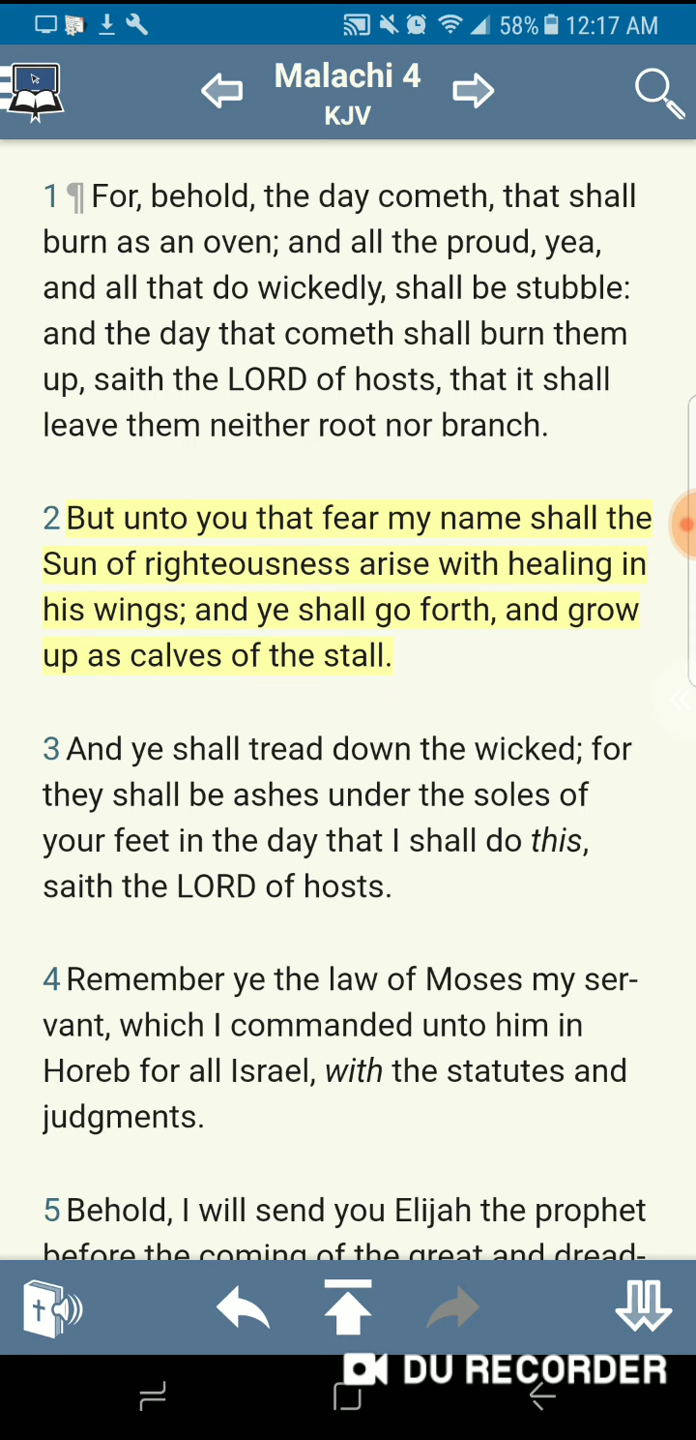 58% 12:17 AM
Malachi 4
KJV
1 ¶ For, behold, the day cometh, that shall
burn as an oven; and all the proud, yea,
and all that do wickedly, shall be stubble:
and the day that cometh shall burn them
up, saith the LORD of hosts, that it shall
leave them neither root nor branch.
2 But unto you that fear my name shall the
Sun of righteousness arise with healing in
his wings; and ye shall go forth, and grow
up as calves of the stall.
3 And ye shall tread down the wicked; for
they shall be ashes under the soles of
your feet in the day that I shall do this,
saith the LORD of hosts.
4 Remember ye the law of Moses my ser-
vant, which I commanded unto him in
Horeb for all Israel, with the statutes and
judgments.
5 Behold, I will send you Elijah the prophet
before the coming of the great and dread-
DU RECORDER